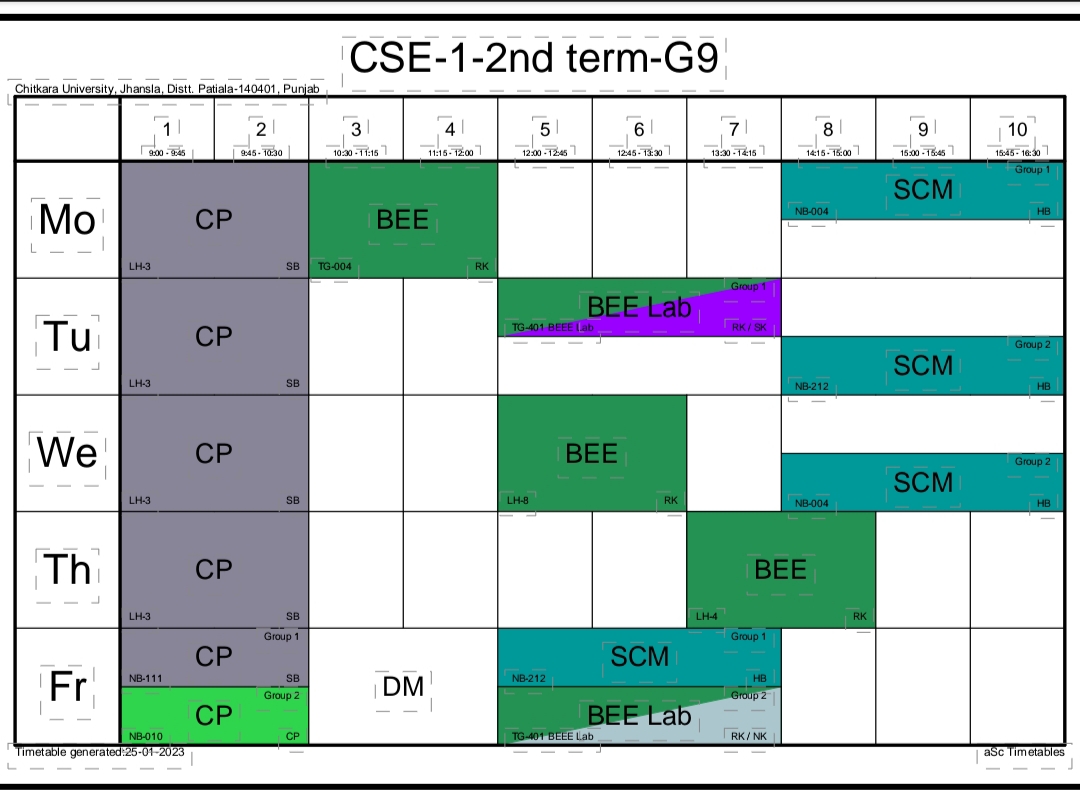 CSE-1-2nd term-G9
Chitkara University, Jhansla, Distt. Patiala-140401, Punjab
1 2 3 4 5 6 7 8 9 10
9:00 - 9:45 9:45 - 10:30 10:30 - 11:15 11:15 - 12:00 12:00 - 12:45 12:45 - 13:30 13:30 - 14:15 14:15 - 15:00 15:00 - 15:45 15:45 - 16:30
Group 1
Mo CP BEE SCM
NB-004 HB
LH-3 SB TG-004 RK
Group 1
Tu CP BEE Lab
TG-401 BEEE Lab RK / SK
Group 2
SCM
LH-3 SB NB-212 HB
We CP BEE
Group 2
SCM
LH-3 SB LH-8 RK NB-004 HB
Th CP BEE
LH-3 SB LH-4 RK
Group 1 Group 1
CP SCM
NB-111 SB NB-212 HB
Fr DM
Group 2 Group 2
CP BEE Lab
NB-010 CP TG-401 BEEE Lab RK / NK
Timetable generated:25-01-2023 aSc Timetables